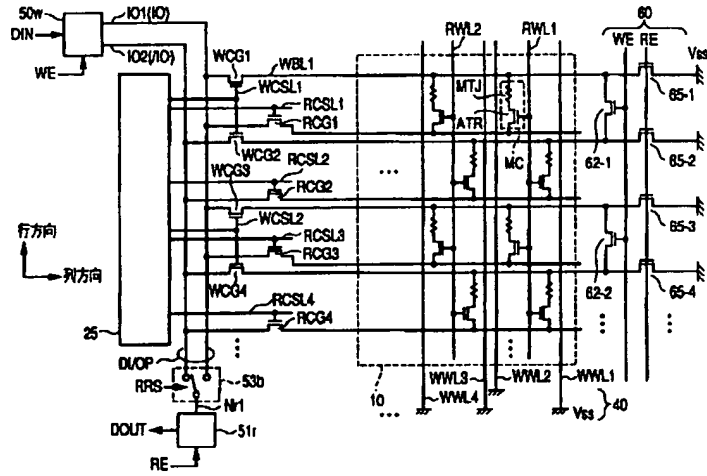 50w
IO1(IO)
60
DIN
IO2(/IO)
WCG1
RWL2
RWL1
WE RE
WE
WBL1
Vss
WCSL1
MTJ
RCSL1
65-1
RCG1
ATR
62-1
WCG2
RCSL2
MC
65-2
WCG3
...
RCG2
WCSL2
65-3
行方向
RCSL3
RCG3
62-2
列方向
WCG4
65-4
RCSL4
RCG4
25
DI/OP
RRS
53b
10
WWL3
WWL2
WWL1
Nr1
WWL4
40
DOUT
51r
...
Vss
RE